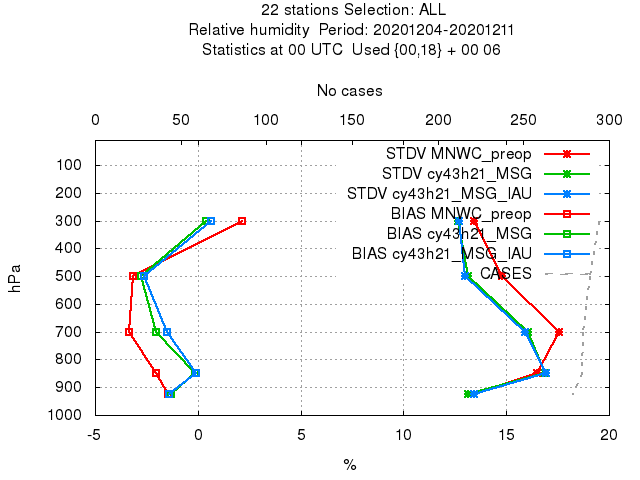 22 stations Selection: ALL
Relative humidity  Period: 20201204-20201211
Statistics at 00 UTC  Used {00,18} + 00 06
No cases
0 50 100 150 200 250 300
STDV MNWC_preop
STDV cy43h21_MSG
STDV cy43h21_MSG_IAU
BIAS MNWC_preop
BIAS cy43h21_MSG
BIAS cy43h21_MSG_IAU
CASES
100
200
300
400
500
600
700
800
900
1000
hPa
-5 0 5 10 15 20
%